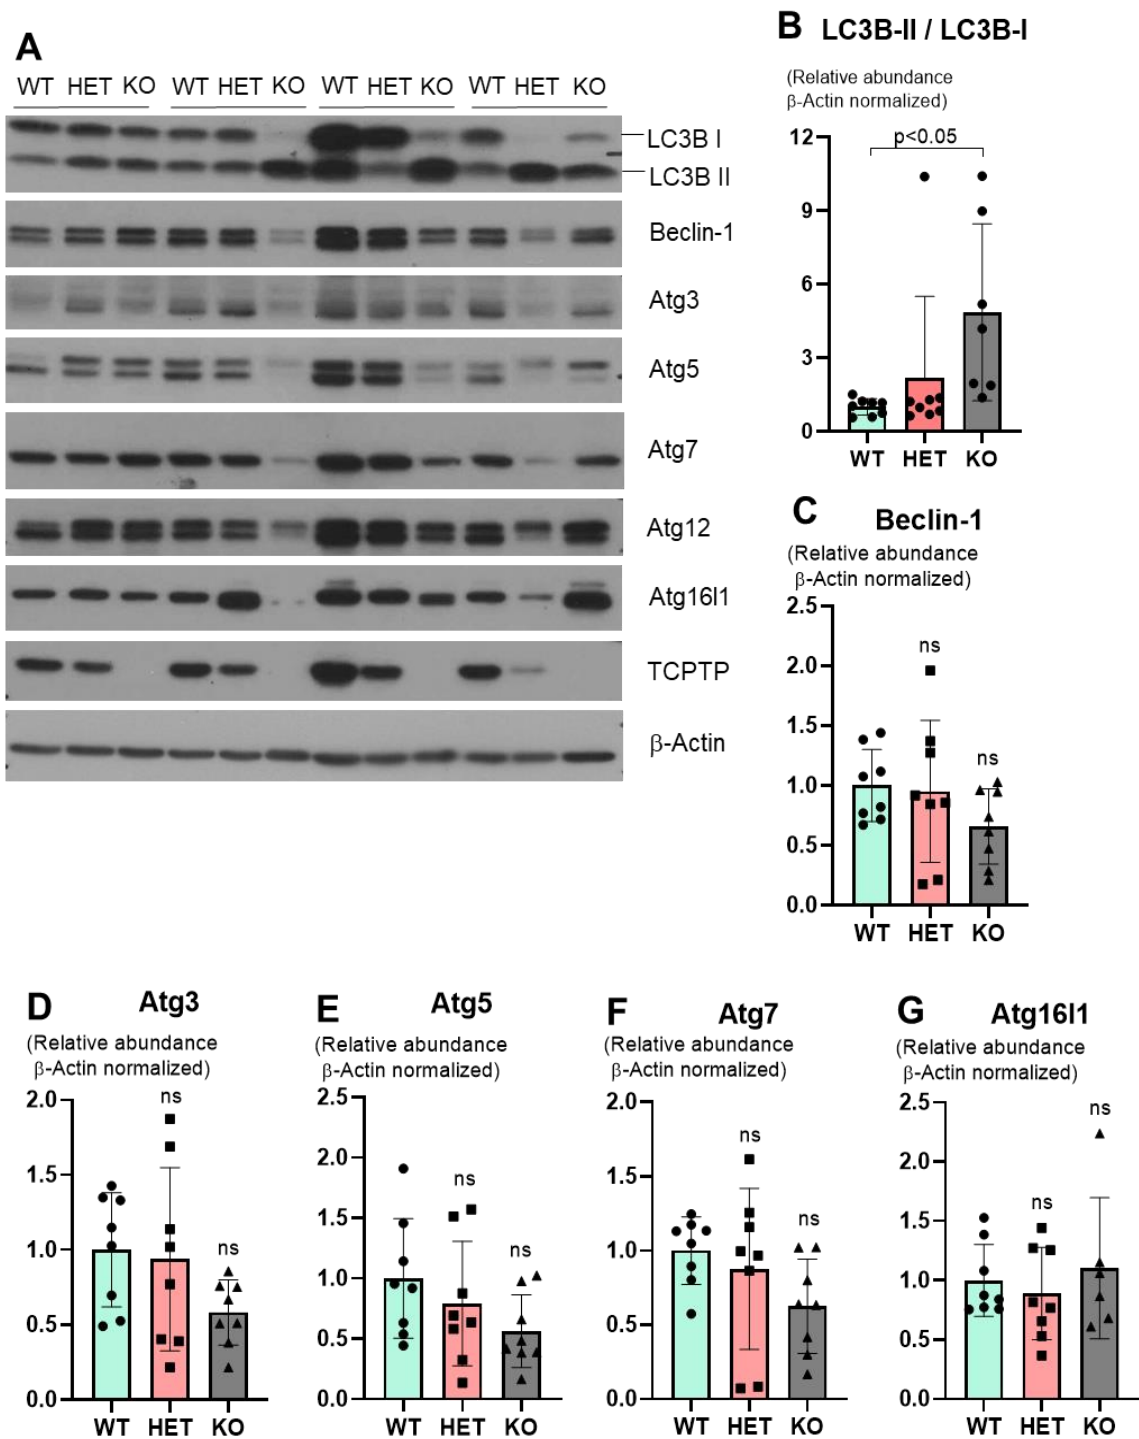 A
WT HET KO WT HET KO WT HET KO WT HET KO
LC3B I
LC3B II
Beclin-1
Atg3
Atg5
Atg7
Atg12
Atg16l1
TCPTP
β-Actin
B LC3B-II / LC3B-I
(Relative abundance
β-Actin normalized)
12
p<0.05
9
6
3
0
WT HET KO
C Beclin-1
(Relative abundance
β-Actin normalized)
2.5
ns
2.0
1.5
ns
1.0
0.5
0.0
WT HET KO
D Atg3
(Relative abundance
β-Actin normalized)
2.0
ns
1.5
ns
1.0
0.5
0.0
WT HET KO
E Atg5
(Relative abundance
β-Actin normalized)
2.5
2.0
ns
1.5
ns
1.0
0.5
0.0
WT HET KO
F Atg7
(Relative abundance
β-Actin normalized)
2.0
ns
1.5
ns
1.0
0.5
0.0
WT HET KO
G Atg16l1
(Relative abundance
β-Actin normalized)
2.5
ns
2.0
ns
1.5
1.0
0.5
0.0
WT HET KO